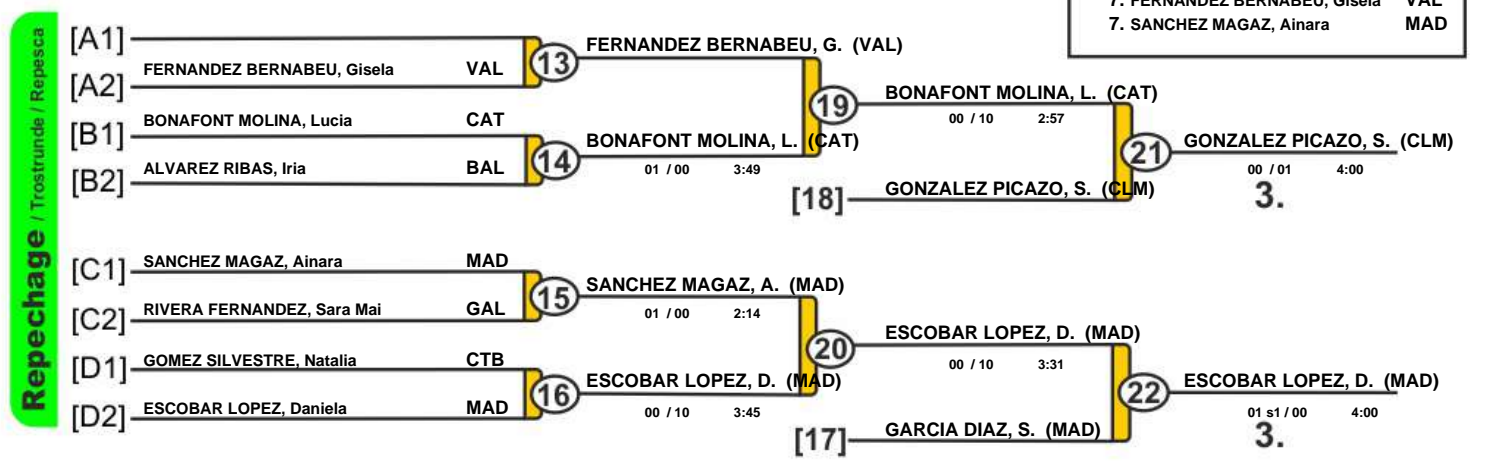 7. FERNANDEZ BERNABEU, Gisela VAL
7. SANCHEZ MAGAZ, Ainara MAD
Repechage / Trostrunde / Repesca
[A1]
FERNANDEZ BERNABEU, G. (VAL)
FERNANDEZ BERNABEU, Gisela VAL
13
[A2]
BONAFONT MOLINA, L. (CAT)
19
00 / 10 2:57
[B1]
BONAFONT MOLINA, Lucia CAT
BONAFONT MOLINA, L. (CAT)
GONZALEZ PICAZO, S. (CLM)
14
21
01 / 00 3:49
00 / 01 4:00
[B2]
ALVAREZ RIBAS, Iria BAL
[18]
GONZALEZ PICAZO, S. (CLM)
3.
[C1]
SANCHEZ MAGAZ, Ainara MAD
SANCHEZ MAGAZ, A. (MAD)
15
01 / 00 2:14
[C2]
RIVERA FERNANDEZ, Sara Mai GAL
ESCOBAR LOPEZ, D. (MAD)
20
00 / 10 3:31
[D1]
GOMEZ SILVESTRE, Natalia CTB
ESCOBAR LOPEZ, D. (MAD)
ESCOBAR LOPEZ, D. (MAD)
16
22
00 / 10 3:45
01 s1 / 00 4:00
[D2]
ESCOBAR LOPEZ, Daniela MAD
[17]
GARCIA DIAZ, S. (MAD)
3.